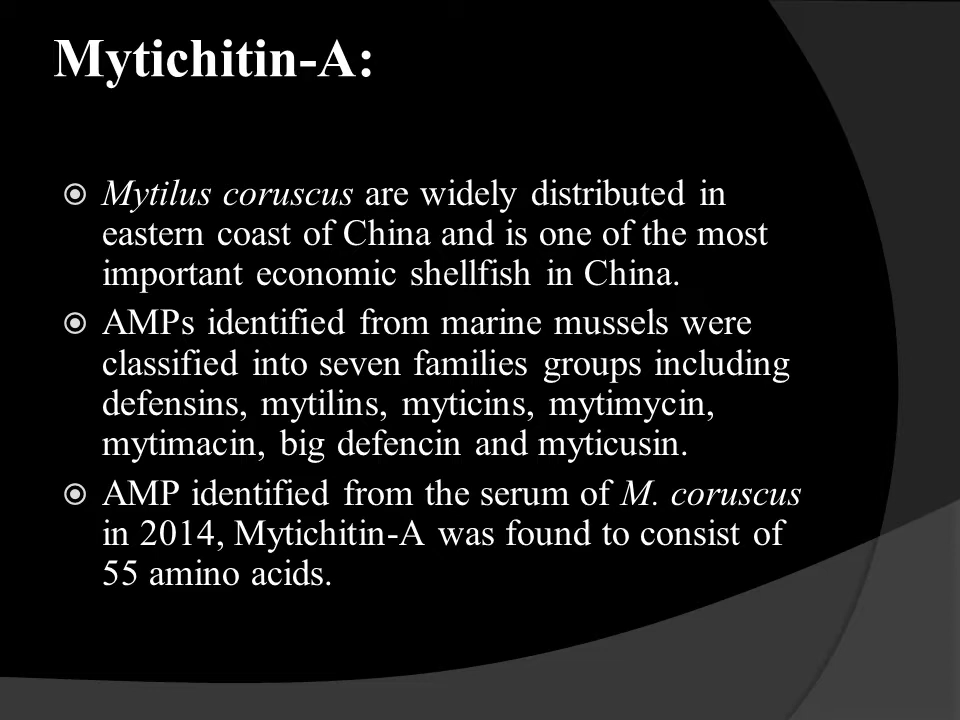 Mytichitin-A:
Mytilus coruscus are widely distributed in
eastern coast of China and is one of the most
important economic shellfish in China.
AMPs identified from marine mussels were
classified into seven families groups including
defensins, mytilins, myticins, mytimycin,
mytimacin, big defencin and myticusin.
AMP identified from the serum of M. coruscus
in 2014, Mytichitin-A was found to consist of
55 amino acids.